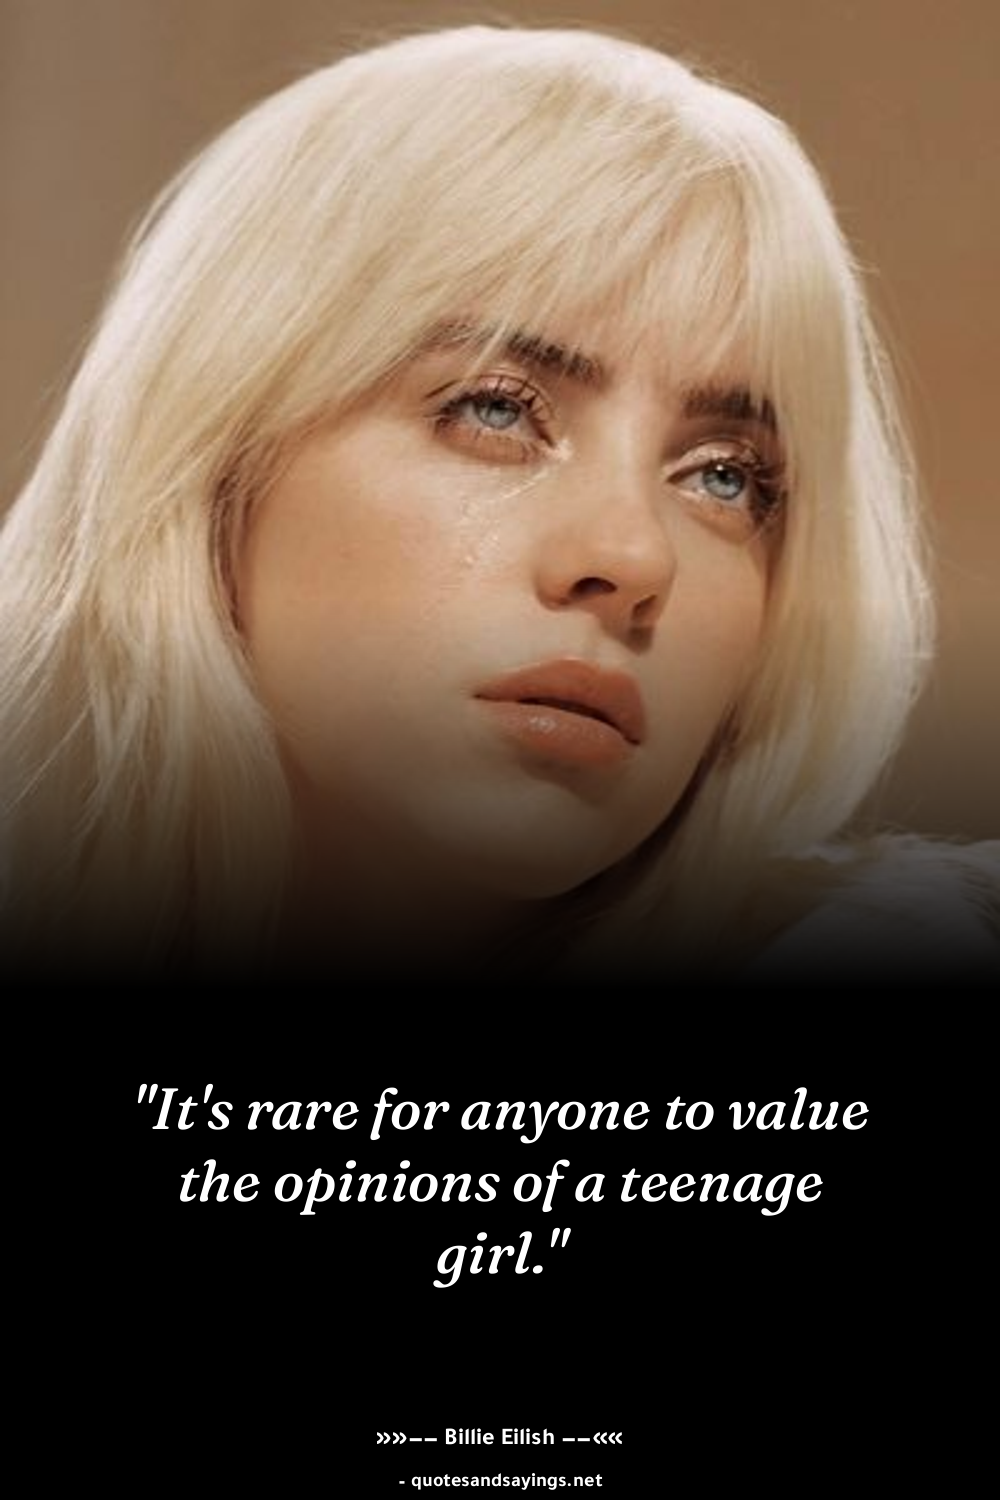 "It's rare for anyone to value
the opinions of a teenage
girl."
»»–– Billie Eilish ––««
- quotesandsayings.net